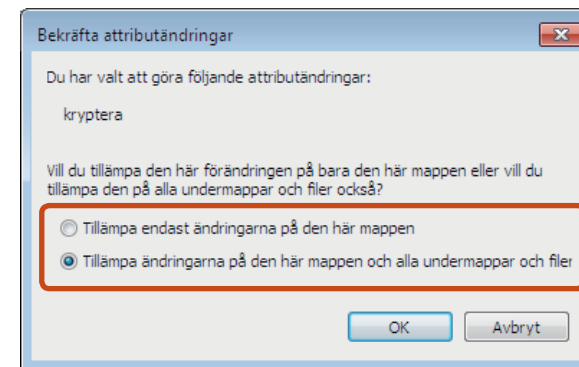 Bekräfta attributändringar
Du har valt att göra följande attributändringar:
kryptera
Vill du tillämpa den här förändringen på bara den här mappen eller vill du
tillämpa den på alla undermappar och filer också?
Tillämpa endast ändringarna på den här mappen
Tillämpa ändringarna på den här mappen och alla undermappar och filer
OK
Avbryt